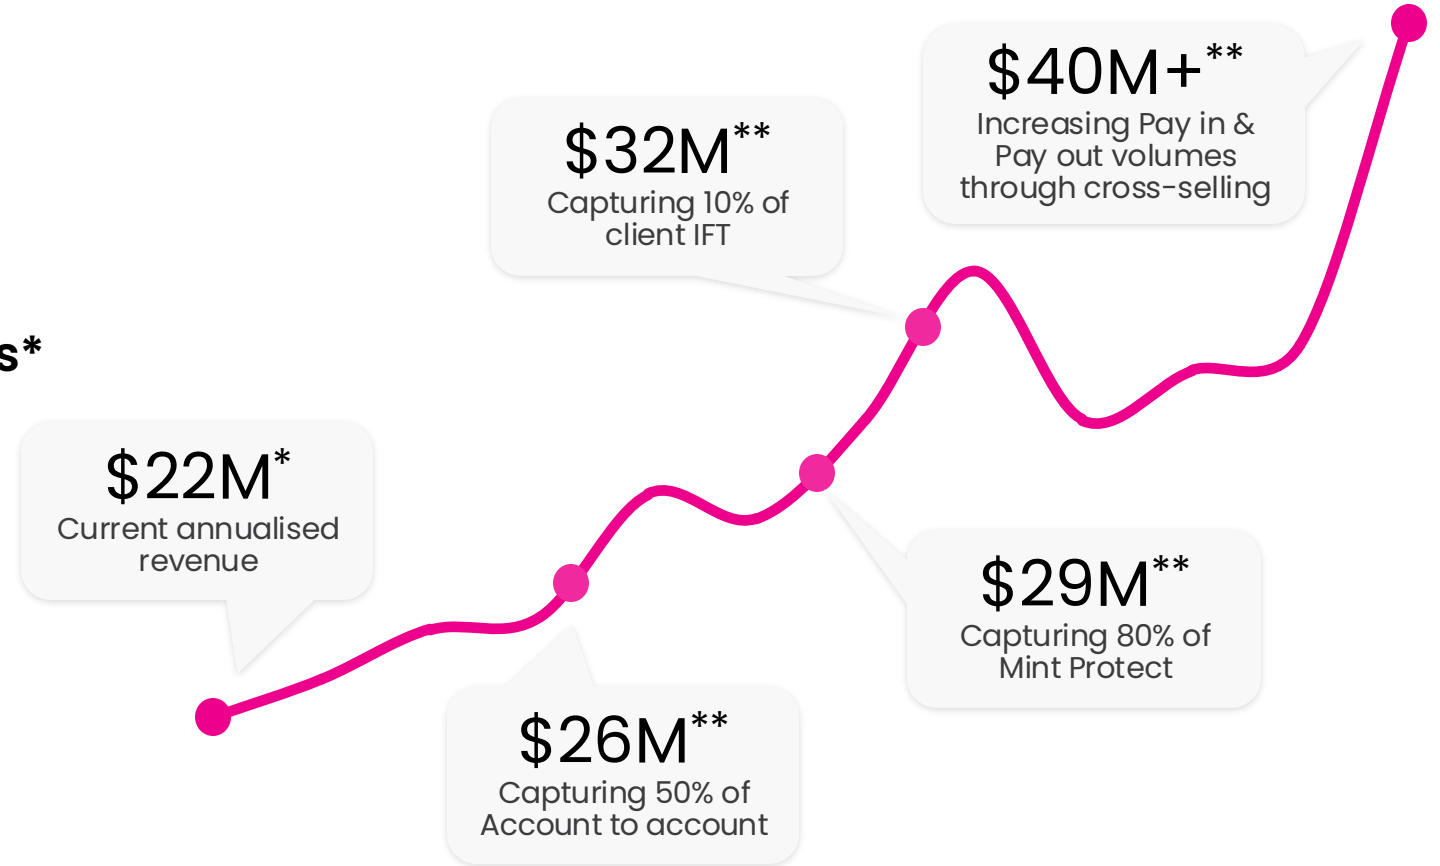 $40M+**
Increasing Pay in &
Pay out volumes
through cross-selling
$32M**
Capturing 10% of
client IFT
s*
$22M*
Current annualised
revenue
$29M**
Capturing 80% of
Mint Protect
$26M**
Capturing 50% of
Account to account